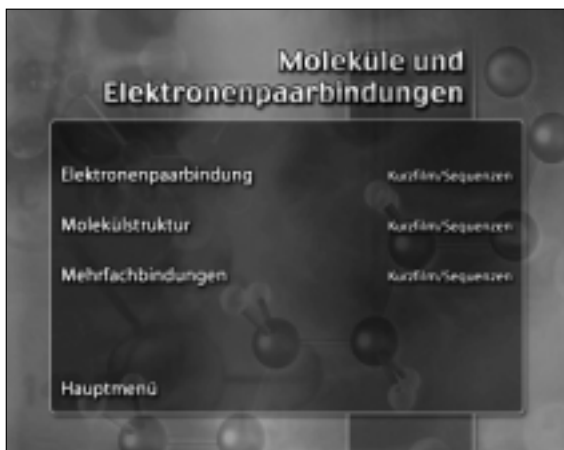 Moleküle und
Elektronenpaarbindungen
Elektronenpaarbindung Kurzfilm/Sequenzen
Molekülstruktur Kurzfilm/Sequenzen
Mehrfachbindungen Kurzfilm/Sequenzen
Hauptmenü